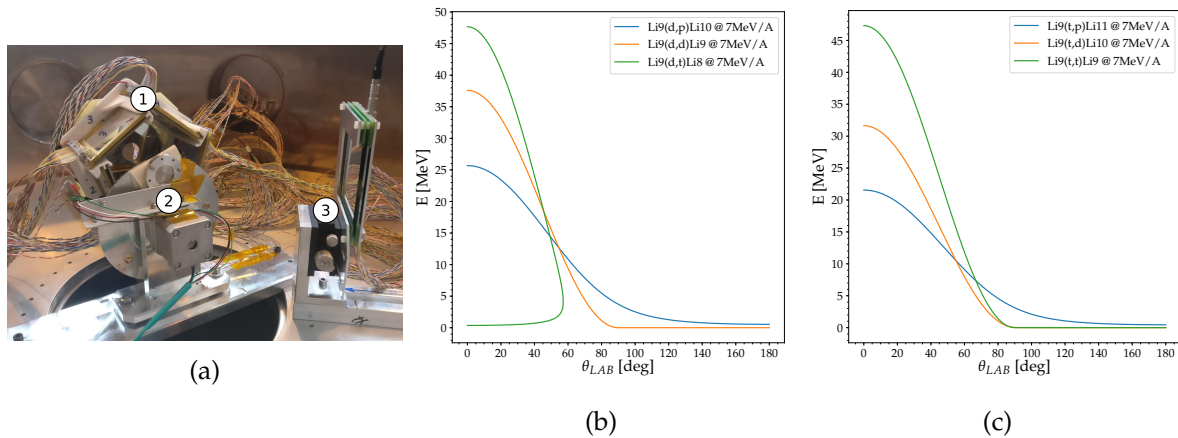 1
2
3
3
2
(a)
E [MeV]
50
45
40
35
30
25
20
15
10
5
0
Li9(d,p)Li10 @ 7MeV/A
Li9(d,d)Li9 @ 7MeV/A
Li9(d,t)Li8 @ 7MeV/A
0 20 40 60 80 100 120 140 160 180
θLAB [deg]
(b)
E [MeV]
45
40
35
30
25
20
15
10
5
0
Li9(t,p)Li11 @ 7MeV/A
Li9(t,d)Li10 @ 7MeV/A
Li9(t,t)Li9 @ 7MeV/A
0 20 40 60 80 100 120 140 160 180
θLAB [deg]
(c)